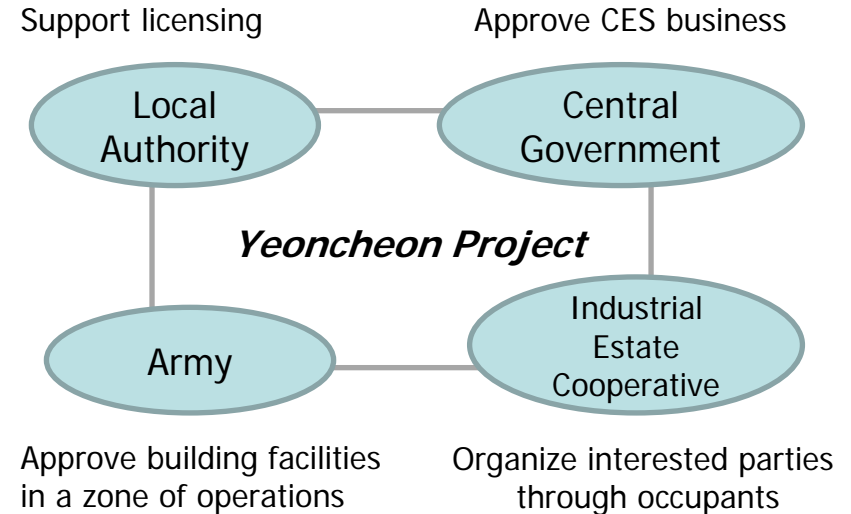 Support licensing
Approve CES business
Local
Authority
Central
Government
Yeoncheon Project
Army
Industrial
Estate
Cooperative
Approve building facilities
in a zone of operations
Organize interested parties
through occupants